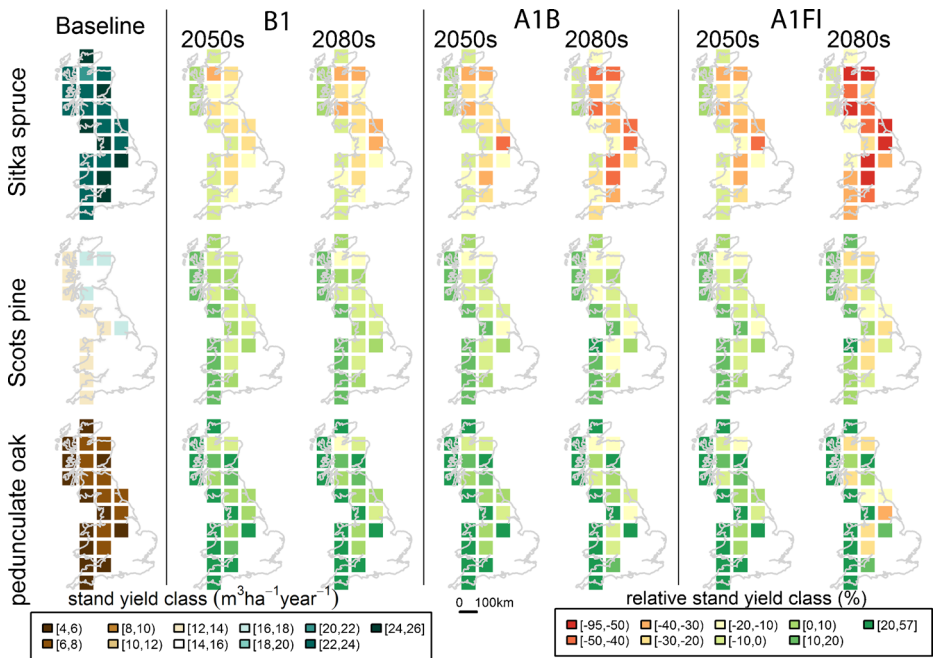 B1 A1B A1FI
Baseline 2050s 2080s 2050s 2080s 2050s 2080s
Sitka spruce
Scots pine
pedunculate oak
stand yield class (m³ha⁻¹year⁻¹)
[4,6) [8,10) [12,14) [16,18) [20,22) [24,26]
[6,8) [10,12) [14,16) [18,20) [22,24)
0 100km
relative stand yield class (%)
[-95,-50) [-40,-30) [-20,-10) [0,10) [20,57]
[-50,-40) [-30,-20) [-10,0) [10,20)